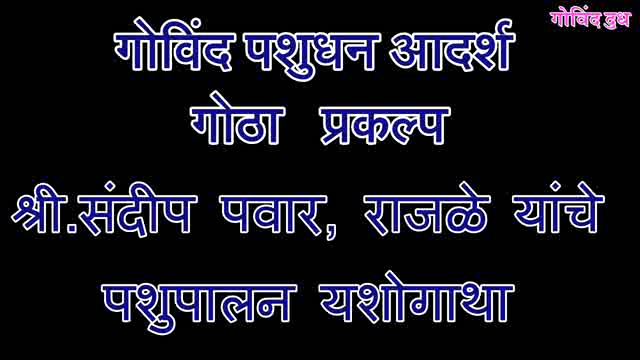 गोविंद दुध
गोविंद पशुधन आदर्श
गोठा प्रकल्प
श्री.संदीप पवार, राजळे यांचे
पशुपालन यशोगाथा